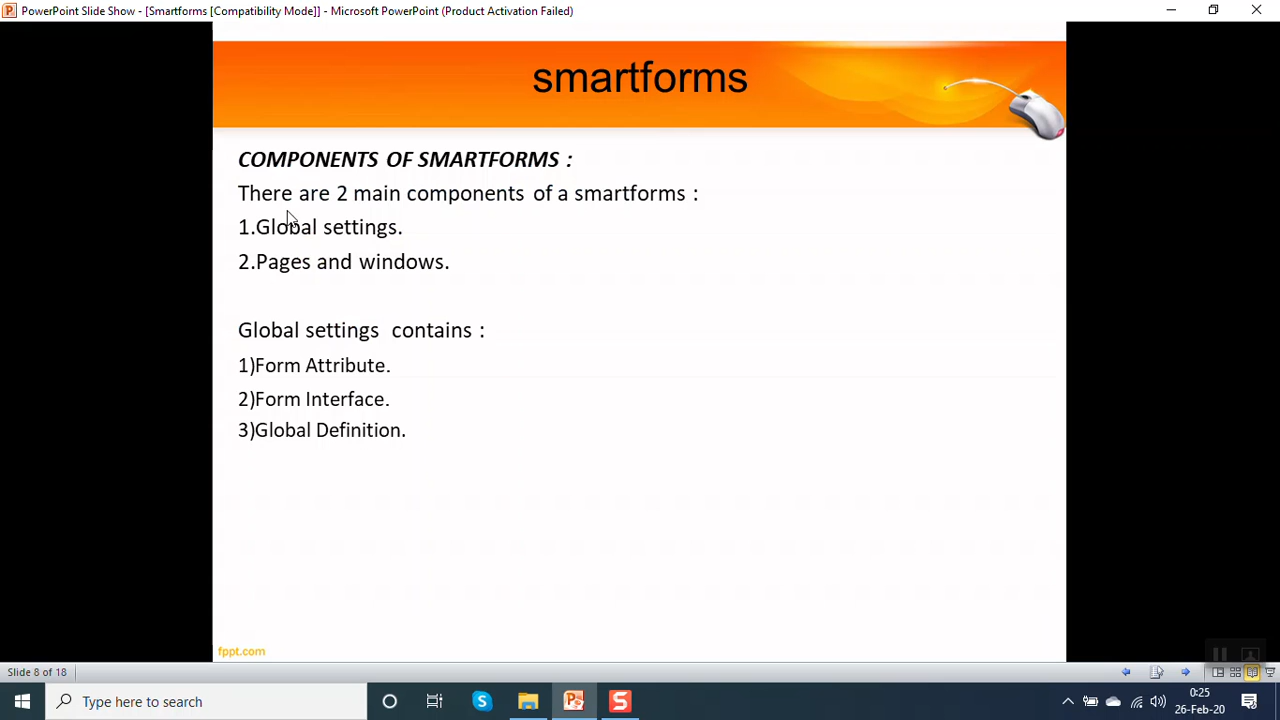 PowerPoint Slide Show - [Smartforms [Compatibility Mode]] - Microsoft PowerPoint (Product Activation Failed)
smartforms
COMPONENTS OF SMARTFORMS :
There are 2 main components of a smartforms :
1.Global settings.
2.Pages and windows.
Global settings contains :
1)Form Attribute.
2)Form Interface.
3)Global Definition.
fppt.com
Slide 8 of 18
Type here to search
0:25
26-Feb-20